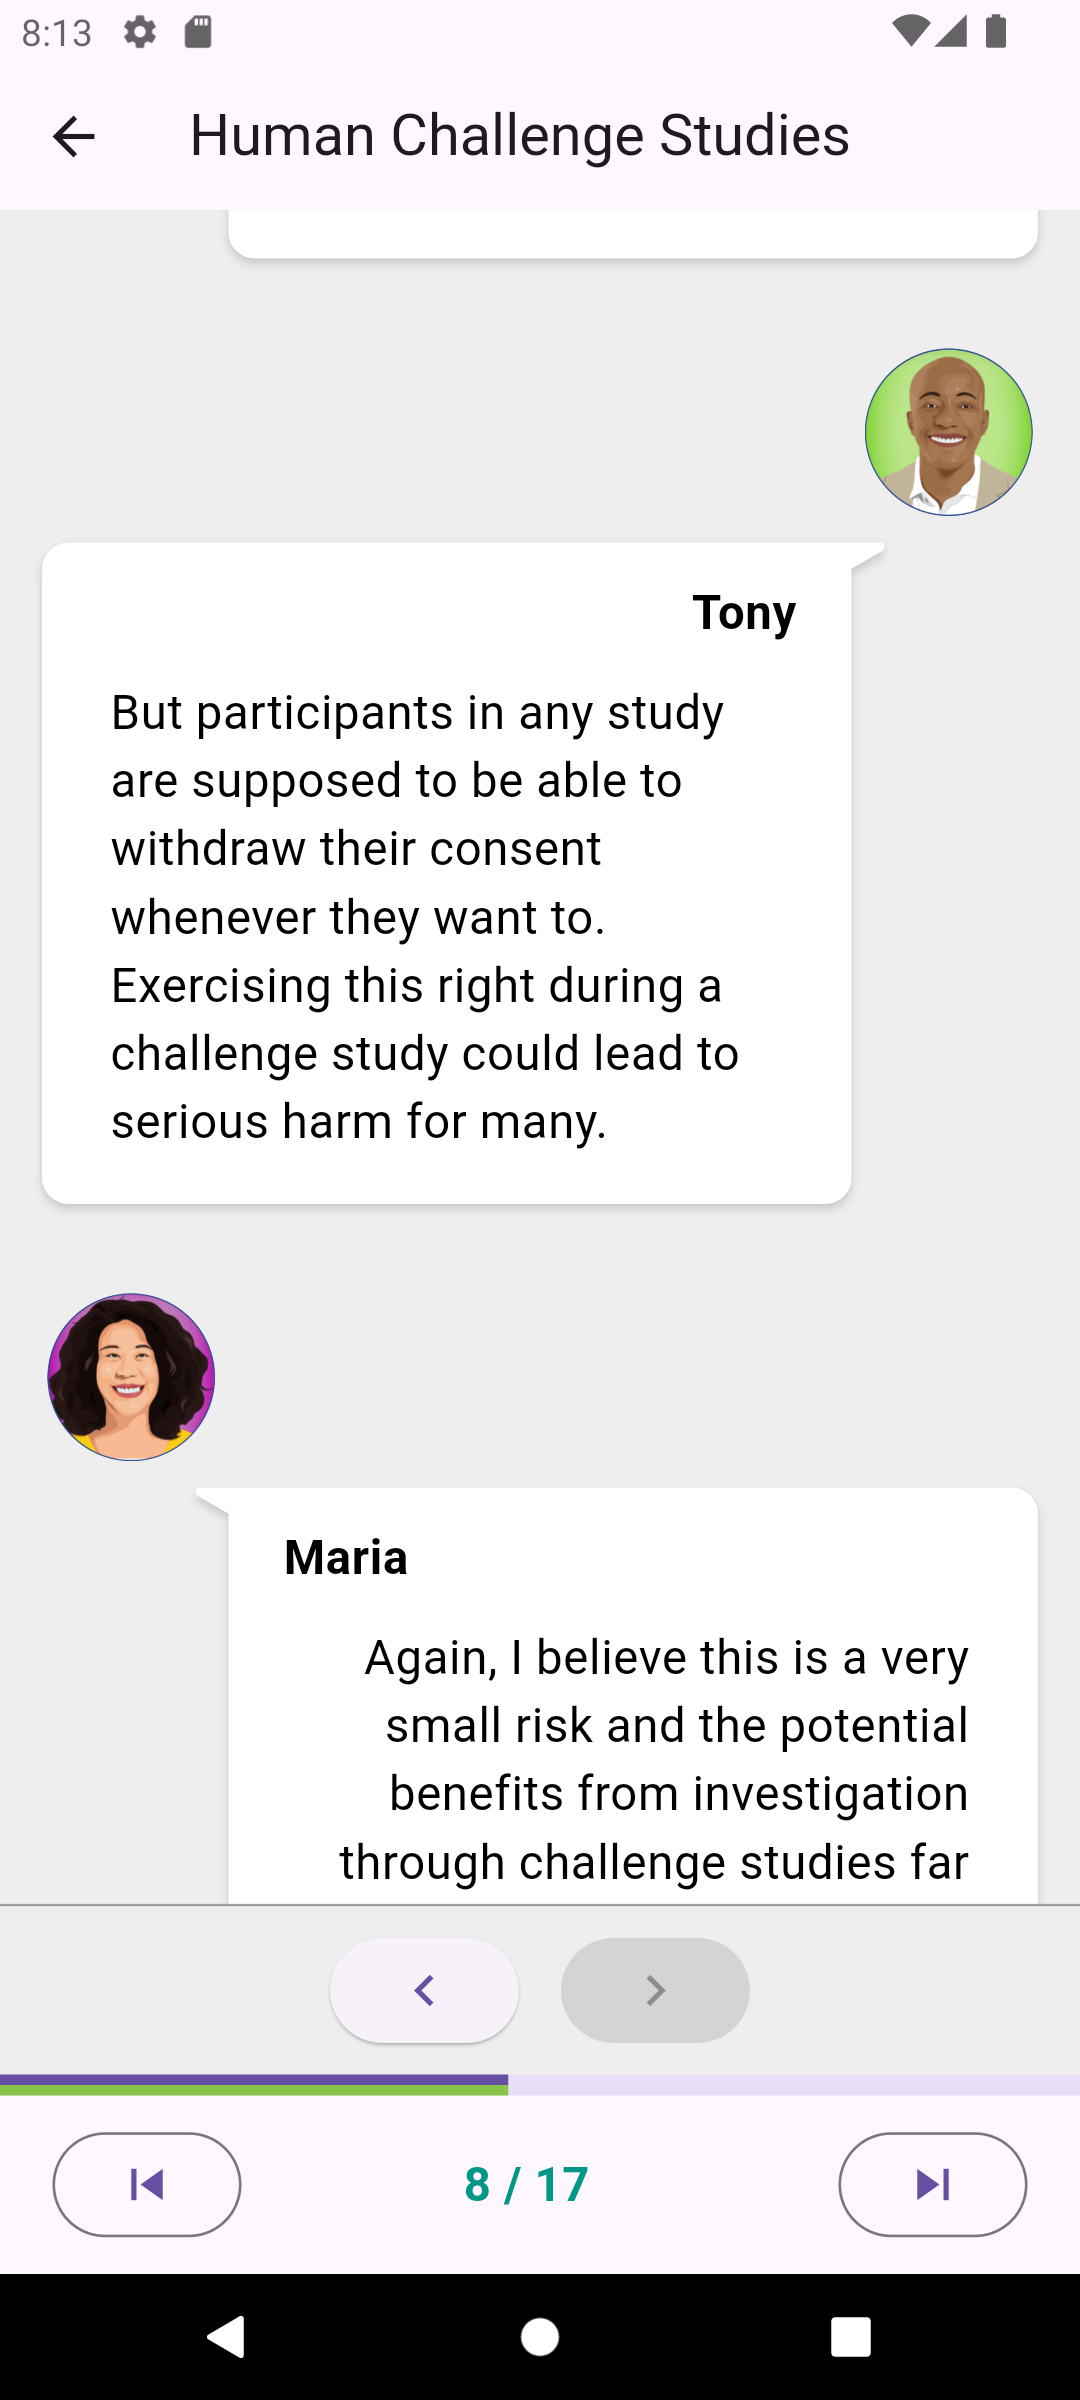 8:13
Human Challenge Studies
Tony
But participants in any study
are supposed to be able to
withdraw their consent
whenever they want to.
Exercising this right during a
challenge study could lead to
serious harm for many.
Maria
Again, I believe this is a very
small risk and the potential
benefits from investigation
through challenge studies far
8 / 17